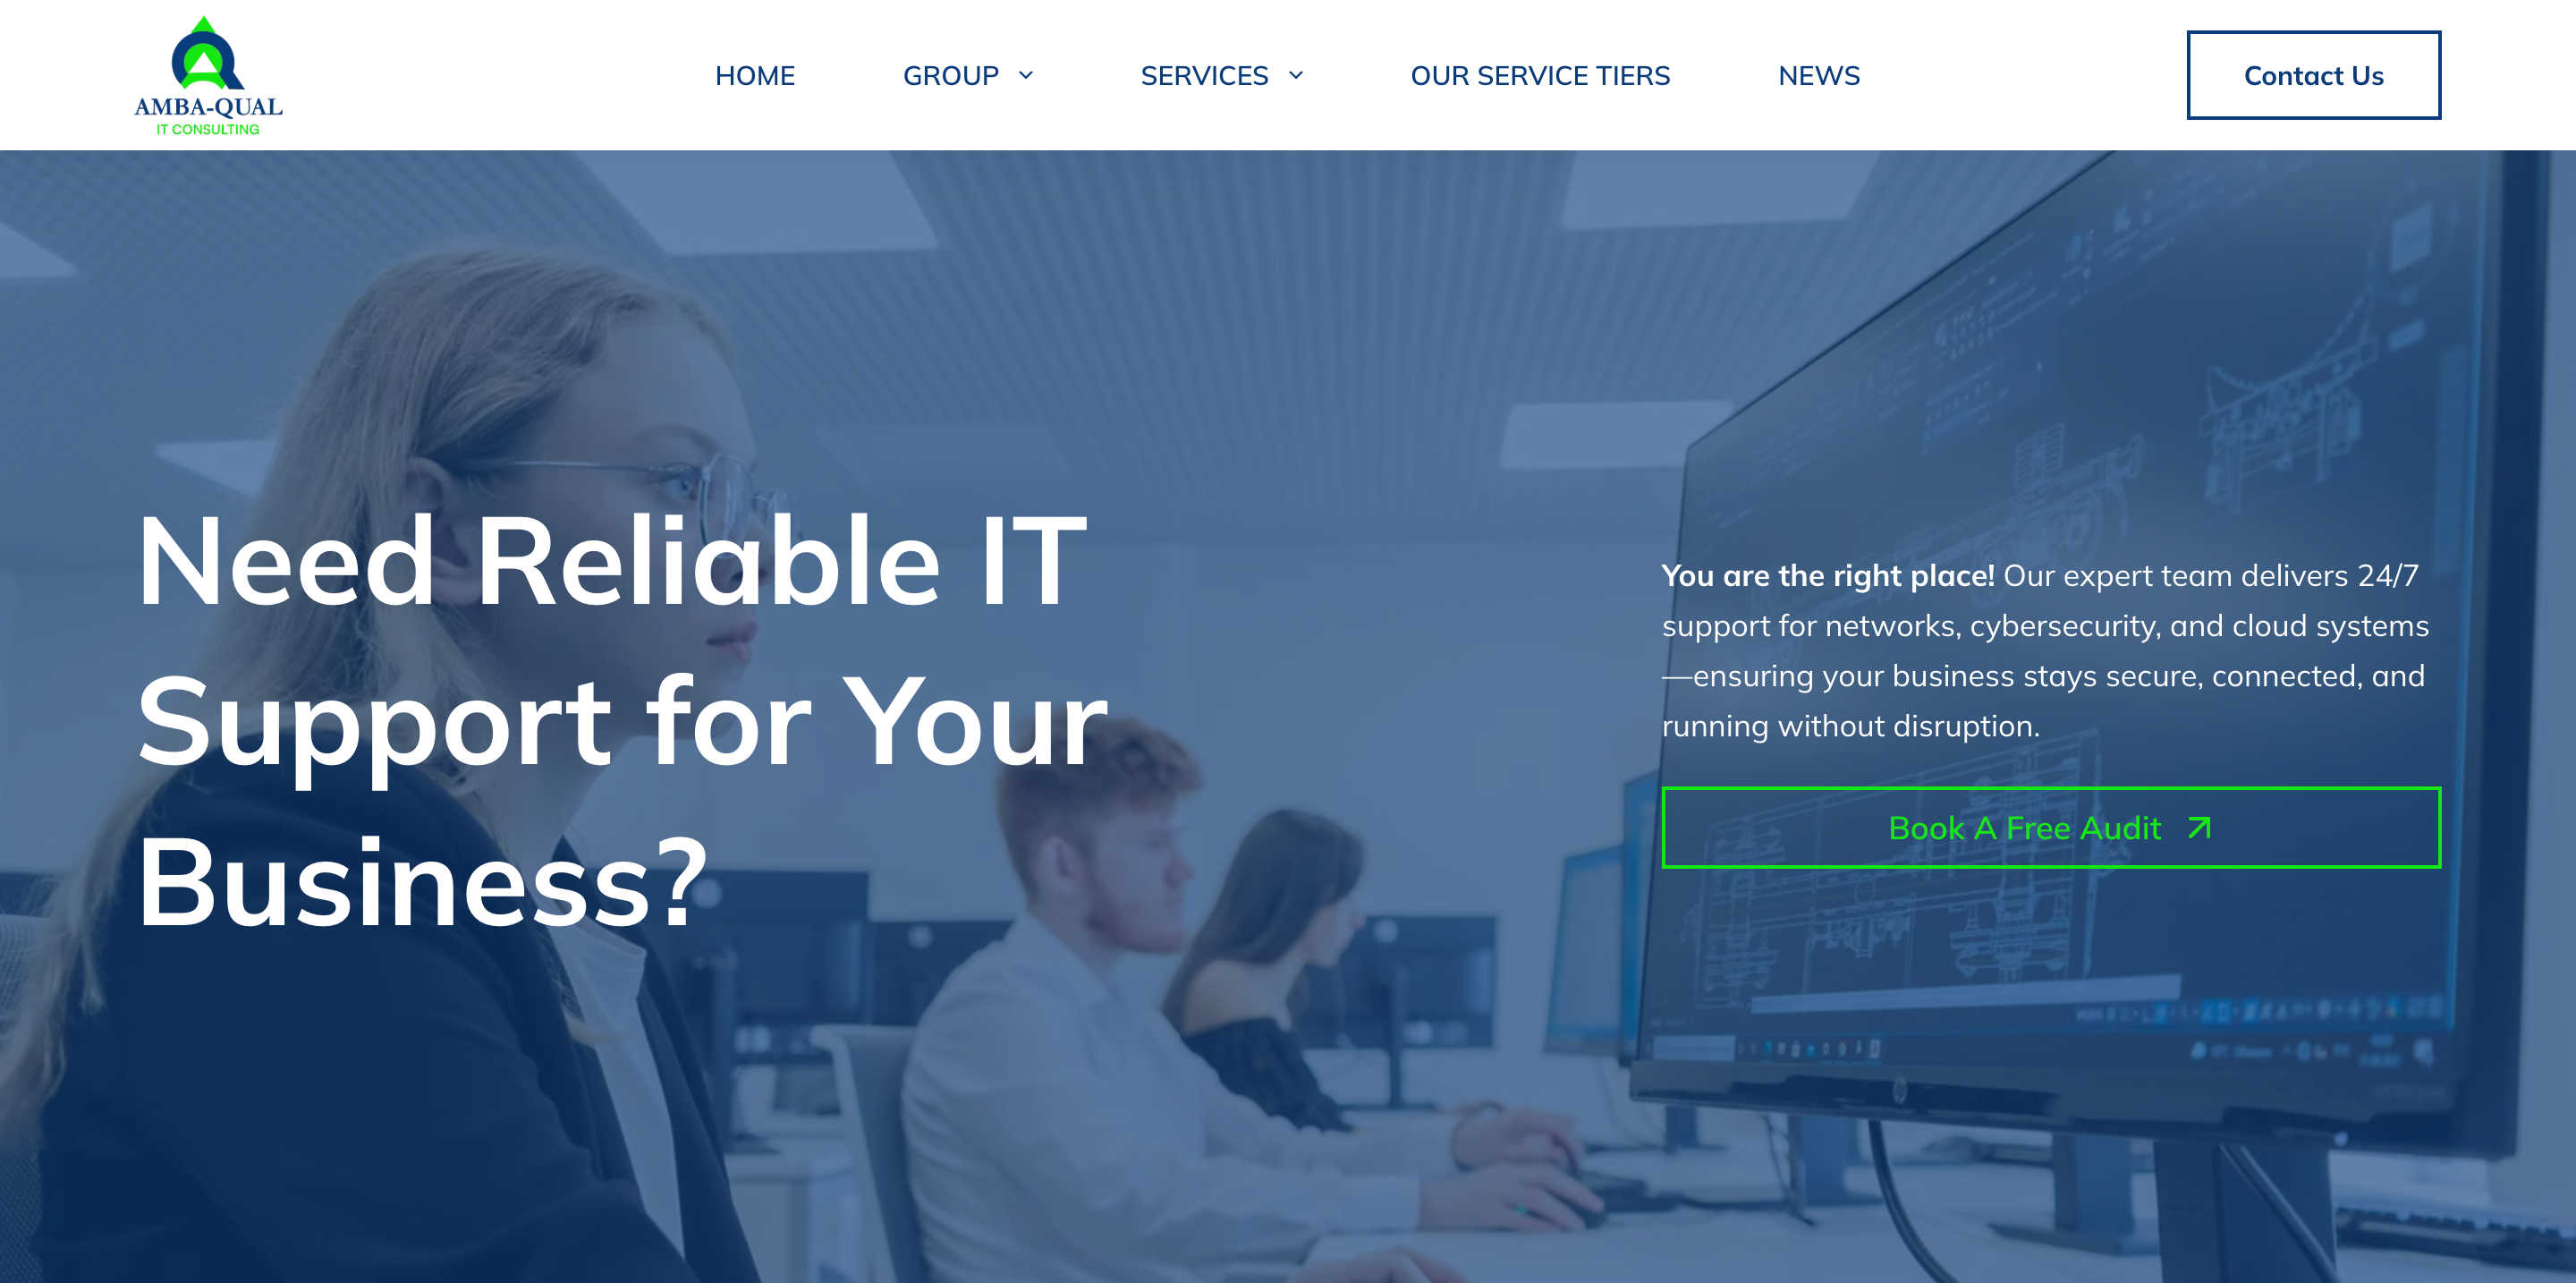 AMBA-QUAL
IT CONSULTING
HOME
GROUP
SERVICES
OUR SERVICE TIERS
NEWS
Contact Us
Need Reliable IT
Support for Your
Business?
You are the right place! Our expert team delivers 24/7
support for networks, cybersecurity, and cloud systems
—ensuring your business stays secure, connected, and
running without disruption.
Book A Free Audit